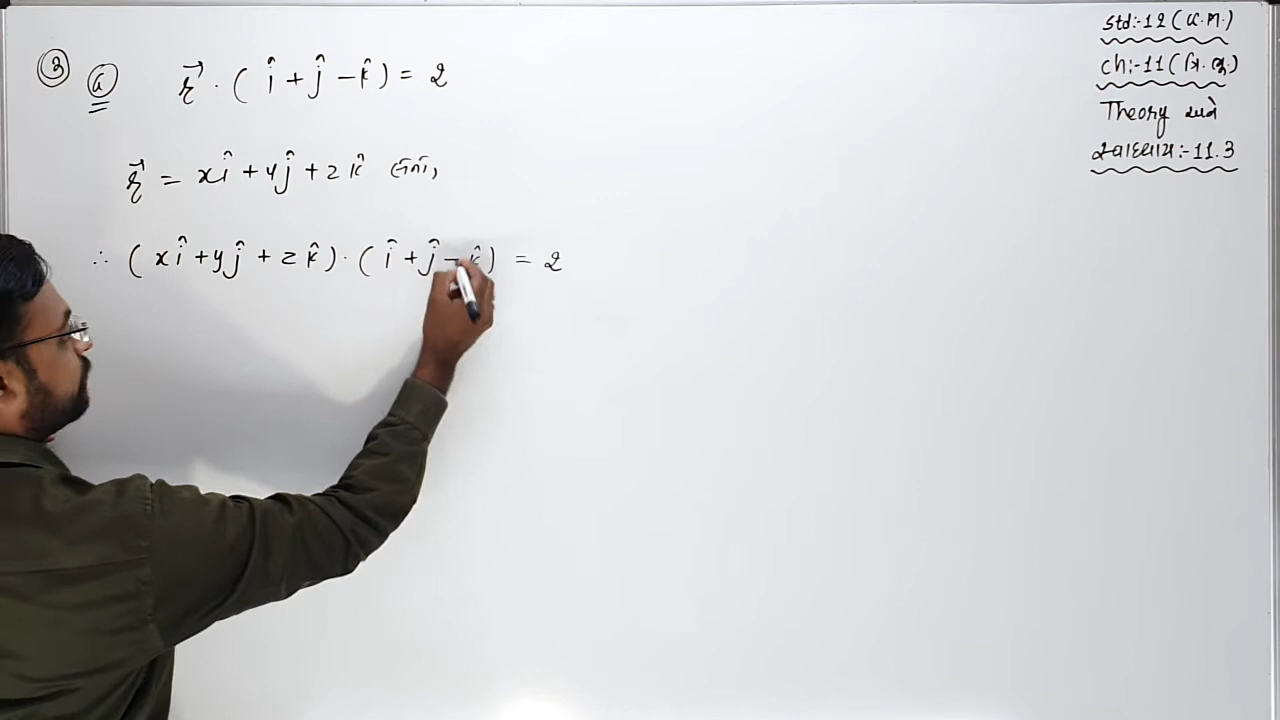 ③ ⓐ r⃗ · ( î + ĵ − k̂ ) = 2
r⃗ = xî + yĵ + zk̂ લેતાં,
∴ ( xî + yĵ + zk̂ ) · ( î + ĵ − k̂ ) = 2
Std:-12 (ગુ.મા.)
Ch:-11 (ત્રિ.ભૂ.)
Theory અને
સ્વાધ્યાય:-11.3